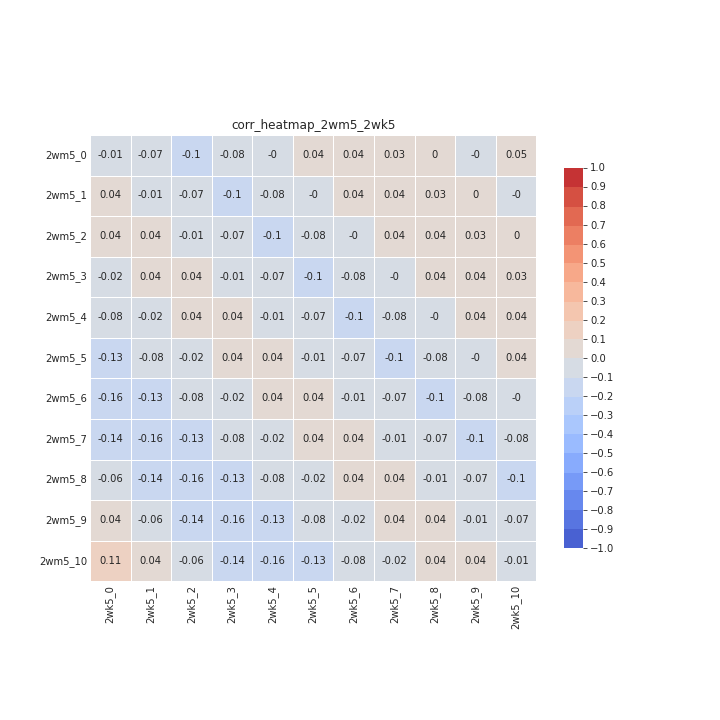 corr_heatmap_2wm5_2wk5
2wm5_0 -0.01 -0.07 -0.1 -0.08 -0 0.04 0.04 0.03 0 -0 0.05
2wm5_1 0.04 -0.01 -0.07 -0.1 -0.08 -0 0.04 0.04 0.03 0 -0
2wm5_2 0.04 0.04 -0.01 -0.07 -0.1 -0.08 -0 0.04 0.04 0.03 0
2wm5_3 -0.02 0.04 0.04 -0.01 -0.07 -0.1 -0.08 -0 0.04 0.04 0.03
2wm5_4 -0.08 -0.02 0.04 0.04 -0.01 -0.07 -0.1 -0.08 -0 0.04 0.04
2wm5_5 -0.13 -0.08 -0.02 0.04 0.04 -0.01 -0.07 -0.1 -0.08 -0 0.04
2wm5_6 -0.16 -0.13 -0.08 -0.02 0.04 0.04 -0.01 -0.07 -0.1 -0.08 -0
2wm5_7 -0.14 -0.16 -0.13 -0.08 -0.02 0.04 0.04 -0.01 -0.07 -0.1 -0.08
2wm5_8 -0.06 -0.14 -0.16 -0.13 -0.08 -0.02 0.04 0.04 -0.01 -0.07 -0.1
2wm5_9 0.04 -0.06 -0.14 -0.16 -0.13 -0.08 -0.02 0.04 0.04 -0.01 -0.07
2wm5_10 0.11 0.04 -0.06 -0.14 -0.16 -0.13 -0.08 -0.02 0.04 0.04 -0.01
2wk5_0 2wk5_1 2wk5_2 2wk5_3 2wk5_4 2wk5_5 2wk5_6 2wk5_7 2wk5_8 2wk5_9 2wk5_10
1.0
0.9
0.8
0.7
0.6
0.5
0.4
0.3
0.2
0.1
0.0
−0.1
−0.2
−0.3
−0.4
−0.5
−0.6
−0.7
−0.8
−0.9
−1.0